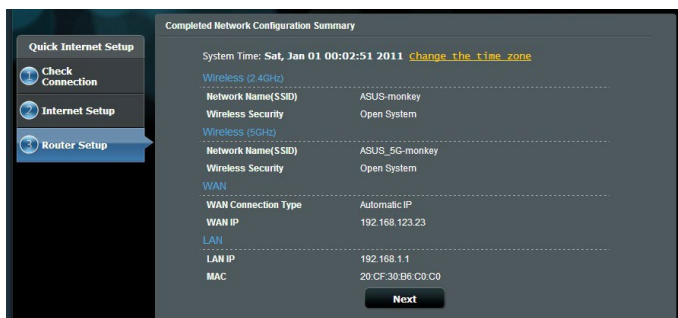 Completed Network Configuration Summary
Quick Internet Setup
1 Check Connection
2 Internet Setup
3 Router Setup
System Time: Sat, Jan 01 00:02:51 2011 Change the time zone
Wireless (2.4GHz)
Network Name(SSID) ASUS-monkey
Wireless Security Open System
Wireless (5GHz)
Network Name(SSID) ASUS_5G-monkey
Wireless Security Open System
WAN
WAN Connection Type Automatic IP
WAN IP 192.168.123.23
LAN
LAN IP 192.168.1.1
MAC 20:CF:30:B6:C0:C0
Next